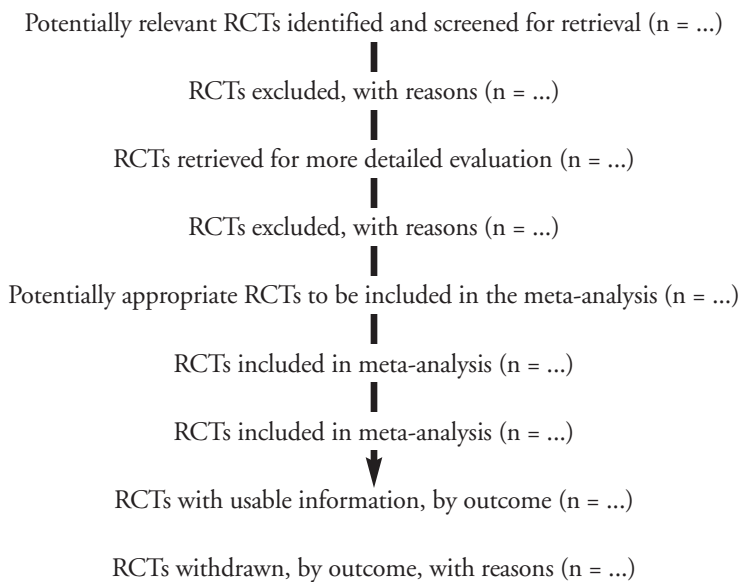 Potentially relevant RCTs identified and screened for retrieval (n = ...)
RCTs excluded, with reasons (n = ...)
RCTs retrieved for more detailed evaluation (n = ...)
RCTs excluded, with reasons (n = ...)
Potentially appropriate RCTs to be included in the meta-analysis (n = ...)
RCTs included in meta-analysis (n = ...)
RCTs included in meta-analysis (n = ...)
RCTs with usable information, by outcome (n = ...)
RCTs withdrawn, by outcome, with reasons (n = ...)